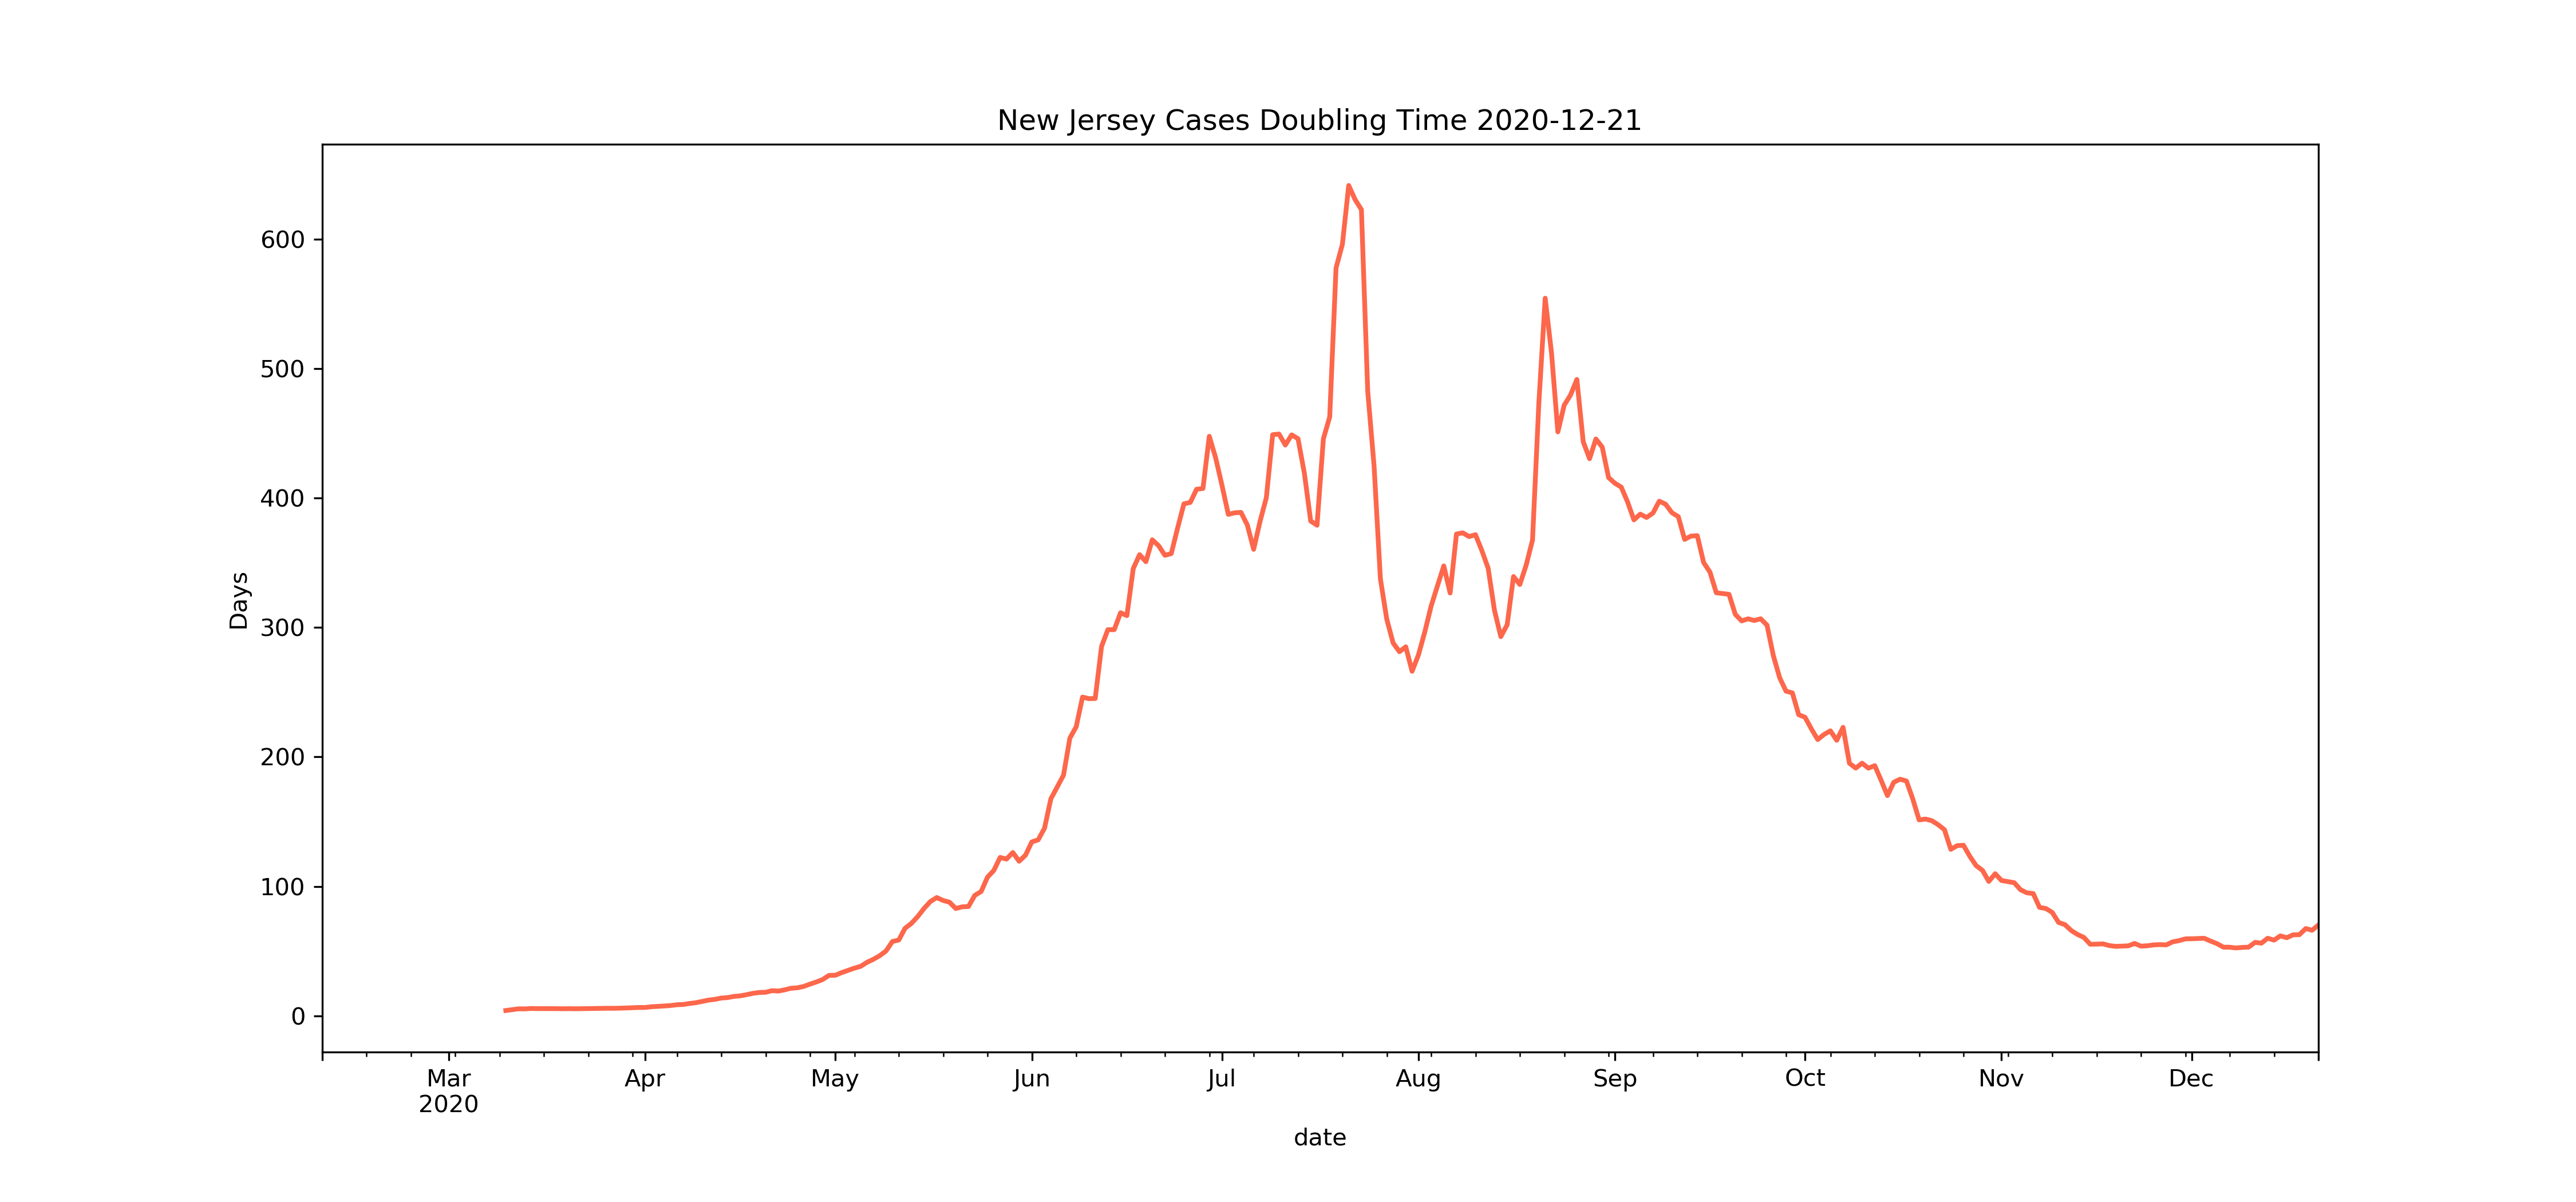 New Jersey Cases Doubling Time 2020-12-21
600
500
400
300
200
100
0
Days
Mar Apr May Jun Jul Aug Sep Oct Nov Dec
2020
date